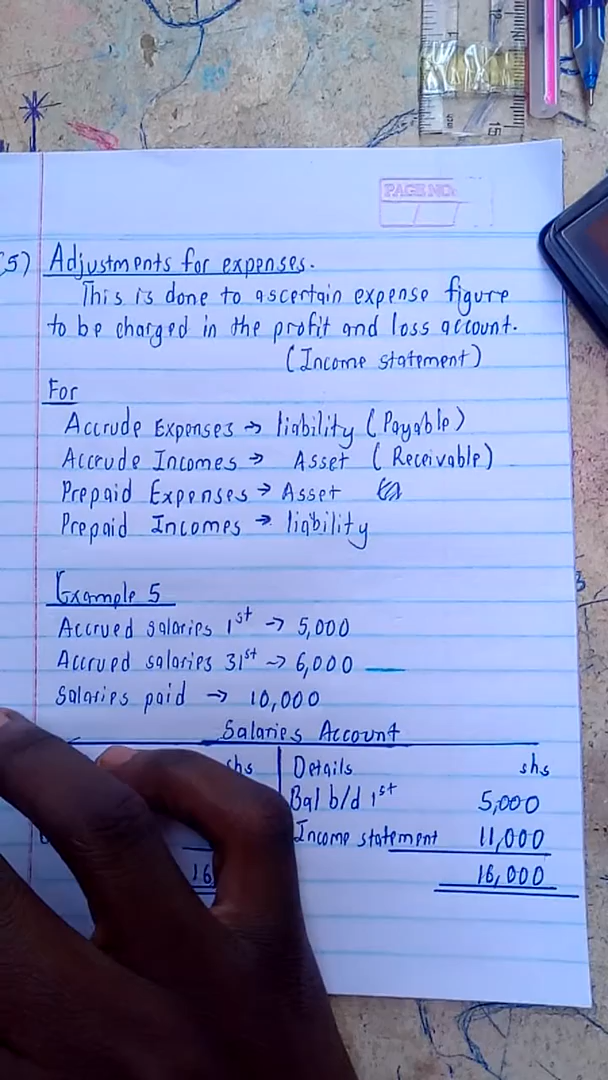 PAGE NO:
5) Adjustments for expenses.
This is done to ascertain expense figure
to be charged in the profit and loss account.
(Income statement)
For
Accrude Expenses → liability (Payable)
Accrude Incomes → Asset (Receivable)
Prepaid Expenses → Asset
Prepaid Incomes → liability
Example 5
Accrued salaries 1st → 5,000
Accrued salaries 31st → 6,000
Salaries paid → 10,000
Salaries Account
shs Details shs
Bal b/d 1st 5,000
Income statement 11,000
16 16,000